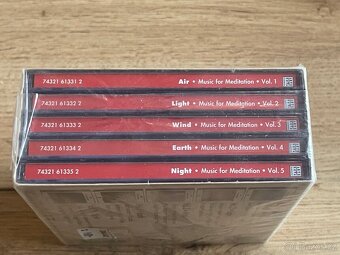 74321 61331 2 Air • Music for Meditation • Vol. 1
74321 61332 2 Light • Music for Meditation • Vol. 2
74321 61333 2 Wind • Music for Meditation • Vol. 3
74321 61334 2 Earth • Music for Meditation • Vol. 4
74321 61335 2 Night • Music for Meditation • Vol. 5